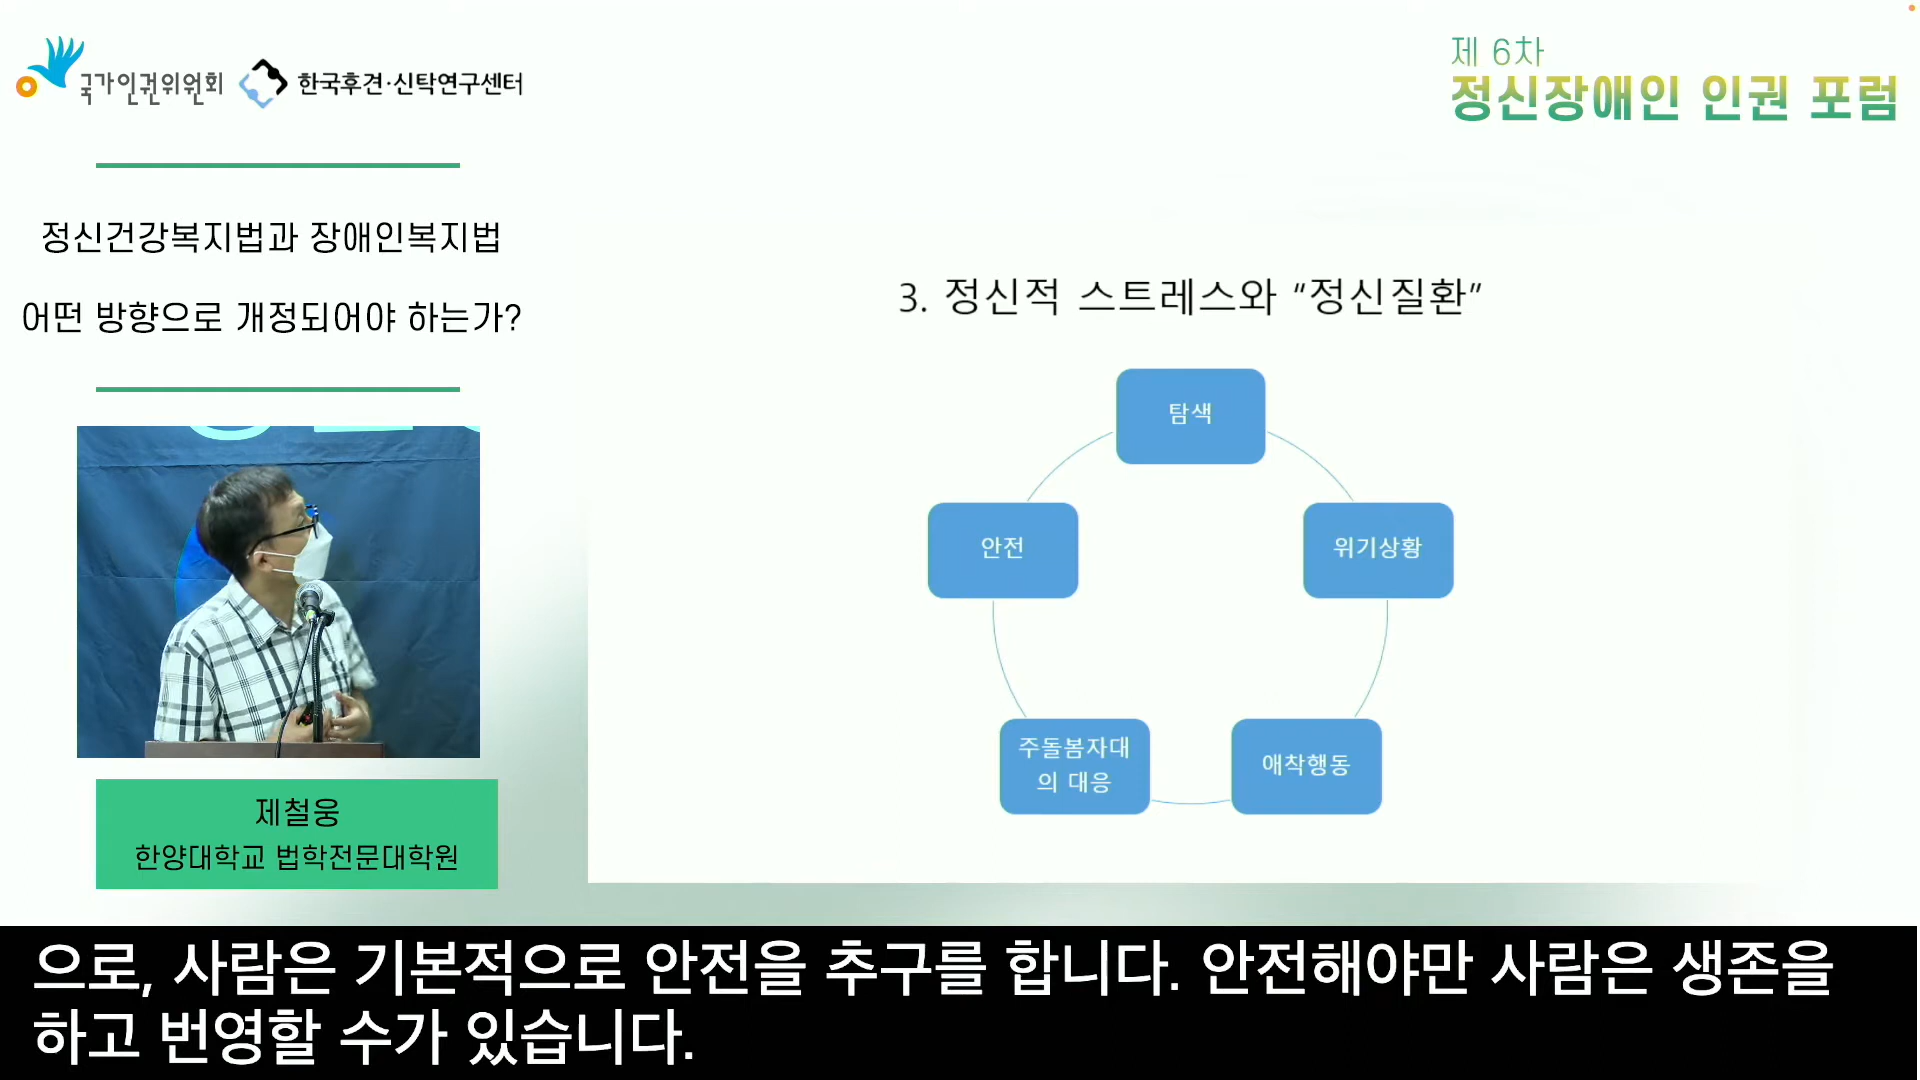 국가인권위원회
한국후견·신탁연구센터
제 6차
정신장애인 인권 포럼
정신건강복지법과 장애인복지법
어떤 방향으로 개정되어야 하는가?
3. 정신적 스트레스와 “정신질환”
탐색
안전
위기상황
주돌봄자대
의 대응
애착행동
제철웅
한양대학교 법학전문대학원
으로, 사람은 기본적으로 안전을 추구를 합니다. 안전해야만 사람은 생존을
하고 번영할 수가 있습니다.